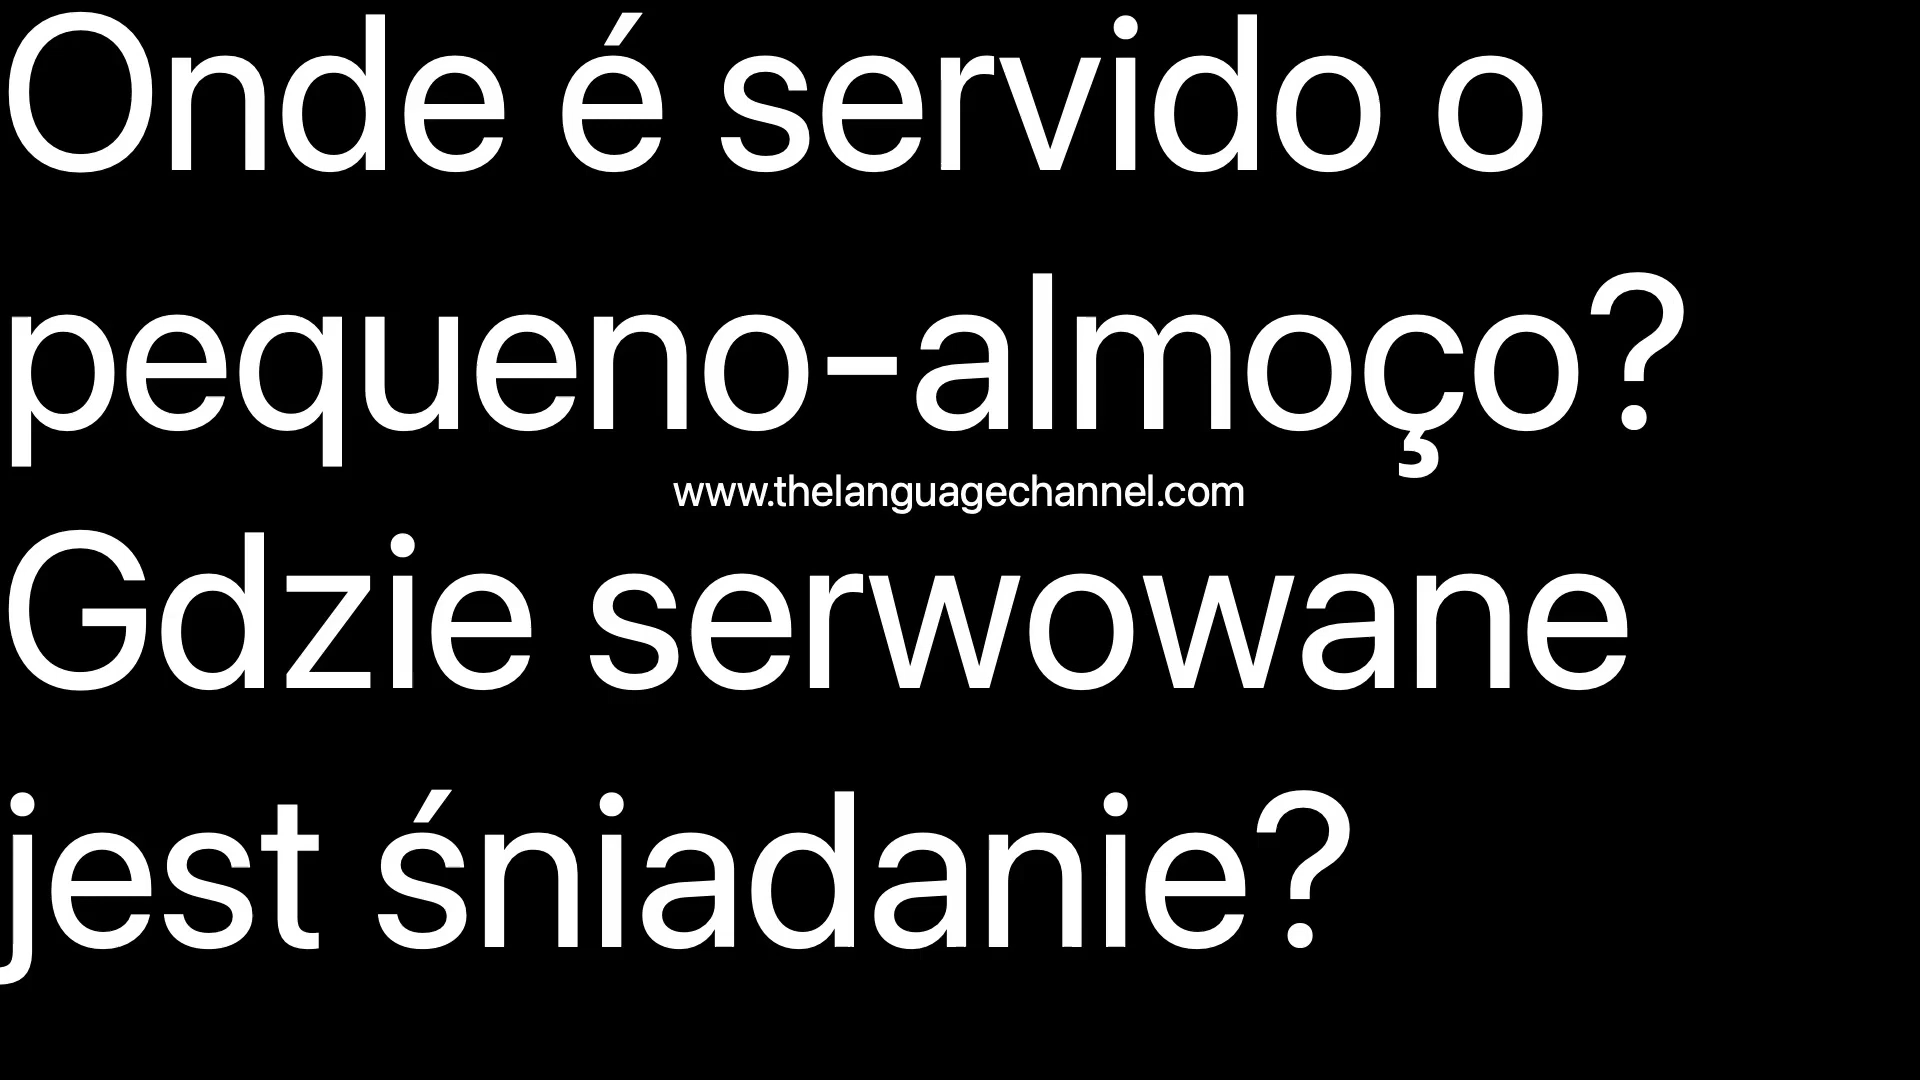 Onde é servido o
pequeno-almoço?
www.thelanguagechannel.com
Gdzie serwowane
jest śniadanie?